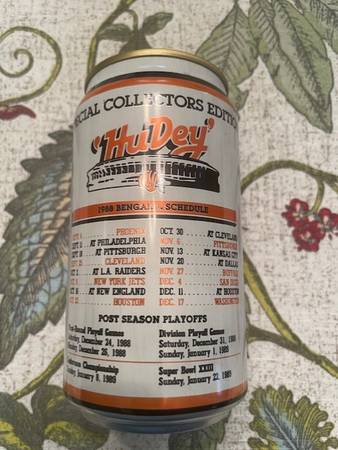 CIAL COLLECTORS EDITION
'HuDey'
1988 BENGALS SCHEDULE
PHOENIX OCT. 30 AT CLEVELAND
AT PHILADELPHIA NOV. 6 PITTSBURGH
AT PITTSBURGH NOV. 13 AT KANSAS CITY
CLEVELAND NOV. 20 AT DALLAS
AT L.A. RAIDERS NOV. 27 BUFFALO
NEW YORK JETS DEC. 4 SAN DIEGO
AT NEW ENGLAND DEC. 11 AT HOUSTON
HOUSTON DEC. 17 WASHINGTON
POST SEASON PLAYOFFS
Playoff Games Division Playoff Games
December 24, 1988 Saturday, December 31, 1988
December 26, 1988 Sunday, January 1, 1989
Championship Super Bowl XXIII
January 8, 1989 Sunday, January 22, 1989